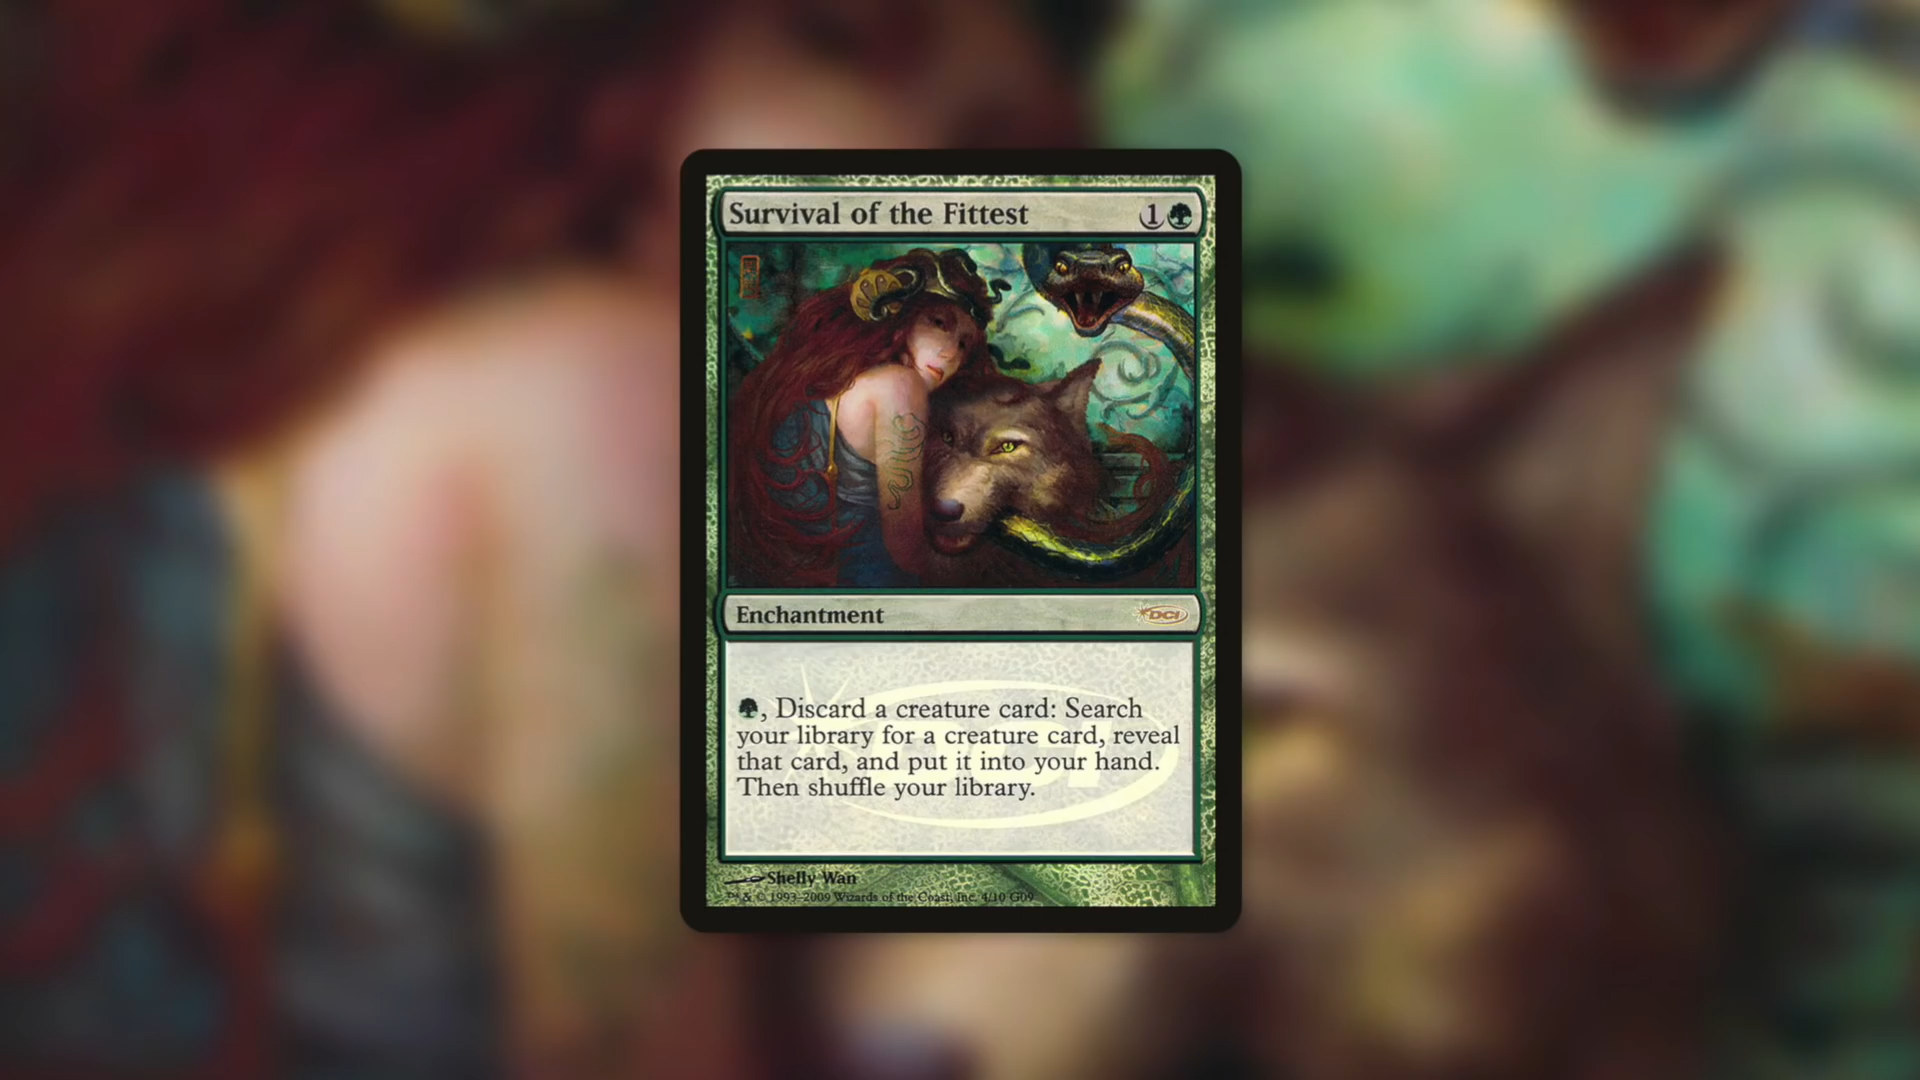 Survival of the Fittest 1
Enchantment DCI
, Discard a creature card: Search
your library for a creature card, reveal
that card, and put it into your hand.
Then shuffle your library.
Shelly Wan
™ & © 1993–2009 Wizards of the Coast, Inc. 4/10 G09